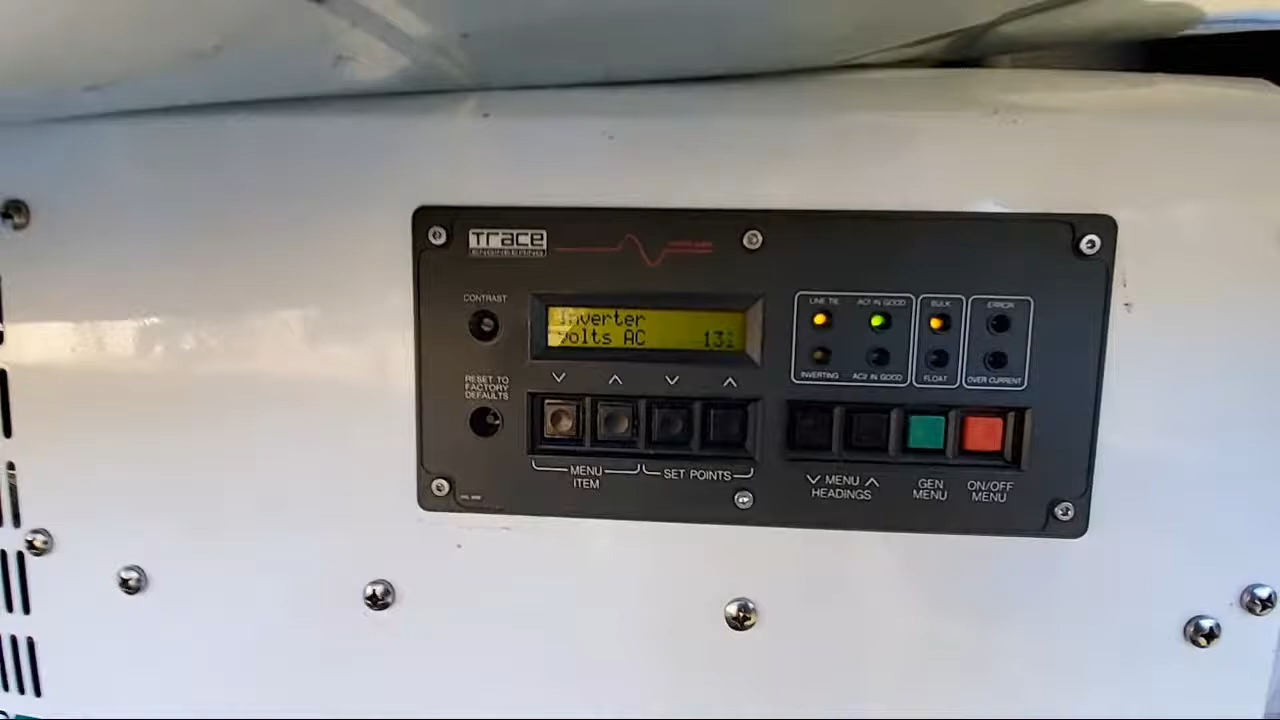 Trace
ENGINEERING
CONTRAST
Inverter
volts AC
RESET TO
FACTORY
DEFAULTS
MENU
ITEM
SET POINTS
LINE TIE
AC1 IN GOOD
BULK
ERROR
INVERTING
AC2 IN GOOD
FLOAT
OVER CURRENT
MENU
HEADINGS
GEN
MENU
ON/OFF
MENU